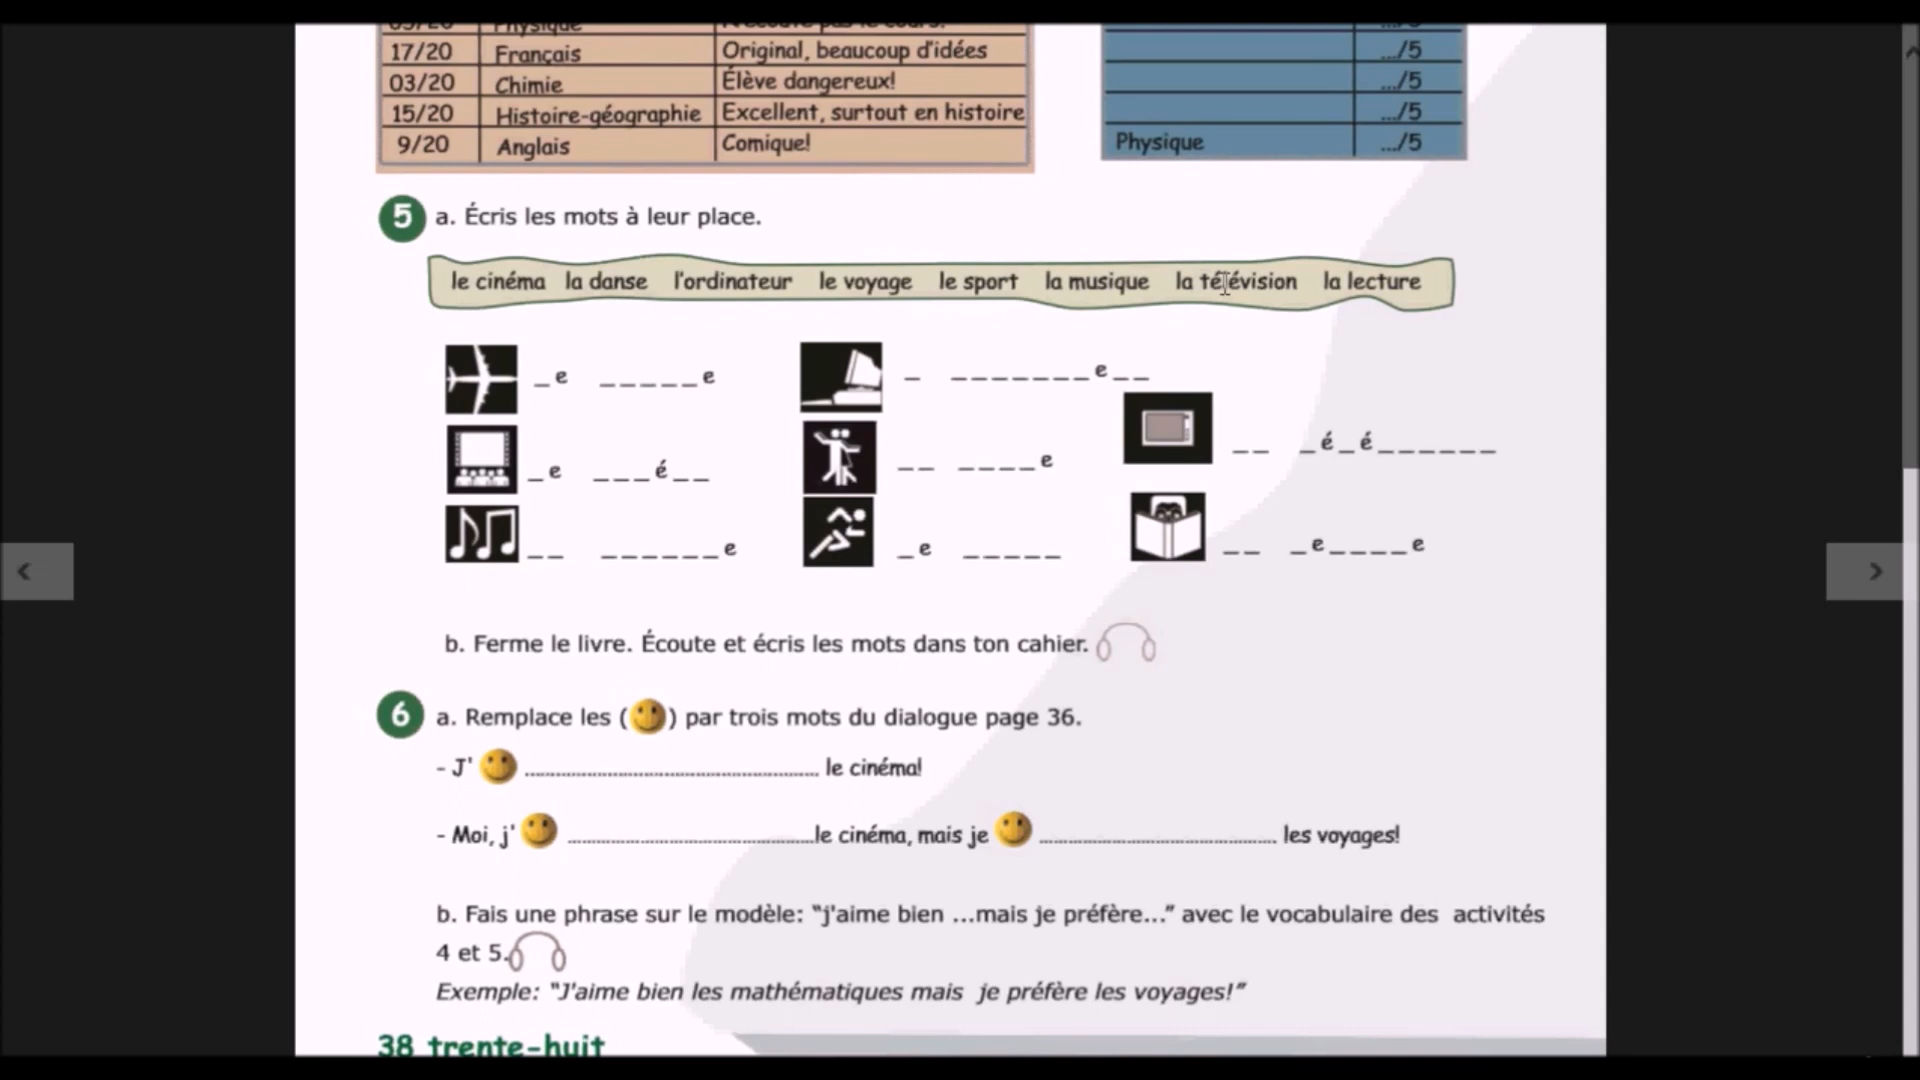 Physique
17/20 Français Original, beaucoup d'idées
03/20 Chimie Élève dangereux!
15/20 Histoire-géographie Excellent, surtout en histoire
9/20 Anglais Comique!
.../5
.../5
.../5
Physique .../5
5 a. Écris les mots à leur place.
le cinéma la danse l'ordinateur le voyage le sport la musique la télévision la lecture
_e _____e
_ _______e__
__ _é_é______
_e ___é__
__ ____e
__ ______e
_e _____
__ _e____e
b. Ferme le livre. Écoute et écris les mots dans ton cahier.
6 a. Remplace les ( ) par trois mots du dialogue page 36.
- J' .................................................. le cinéma!
- Moi, j' ..........................................le cinéma, mais je ........................................ les voyages!
b. Fais une phrase sur le modèle: “j'aime bien ...mais je préfère...” avec le vocabulaire des activités
4 et 5.
Exemple: “J'aime bien les mathématiques mais je préfère les voyages!”
38 trente-huit